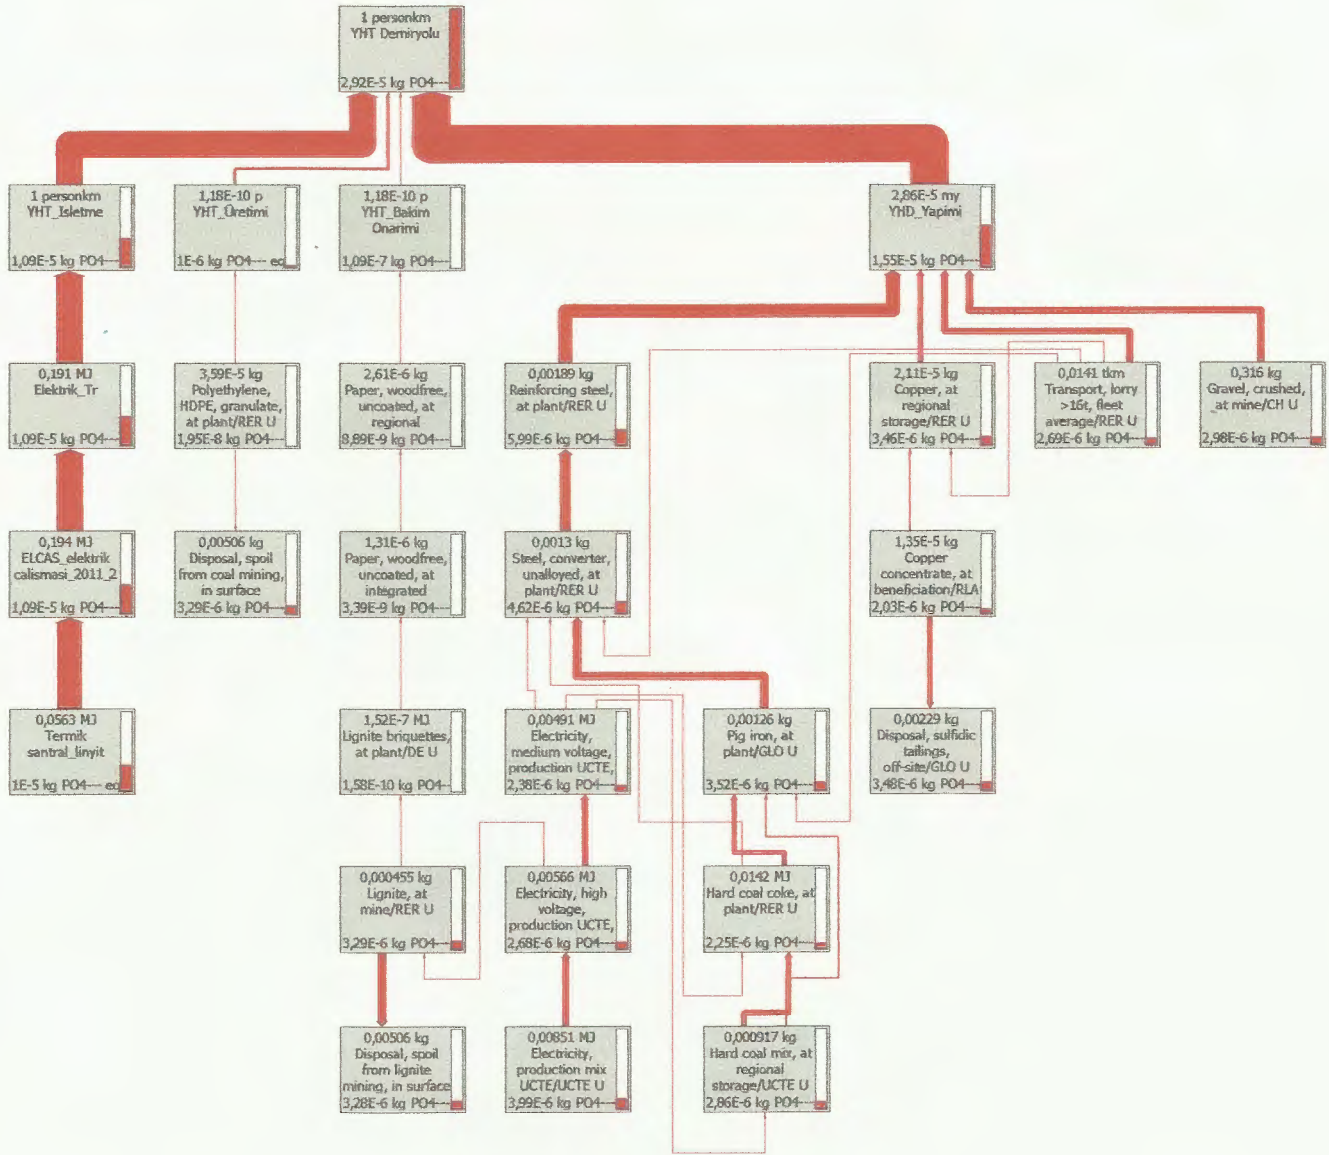 1 personkm
YHT Demiryolu
2,92E-5 kg PO4---
1 personkm
YHT_Isletme
1,09E-5 kg PO4---
1,18E-10 p
YHT_Üretimi
1E-6 kg PO4--- eq
1,18E-10 p
YHT_Bakim
Onarimi
1,09E-7 kg PO4---
2,86E-5 my
YHD_Yapimi
1,55E-5 kg PO4---
0,191 MJ
Elektrik_Tr
1,09E-5 kg PO4---
3,59E-5 kg
Polyethylene,
HDPE, granulate,
at plant/RER U
1,95E-8 kg PO4---
2,61E-6 kg
Paper, woodfree,
uncoated, at
regional
8,89E-9 kg PO4---
0,00189 kg
Reinforcing steel,
at plant/RER U
5,99E-6 kg PO4---
2,11E-5 kg
Copper, at
regional
storage/RER U
3,46E-6 kg PO4---
0,0141 tkm
Transport, lorry
>16t, fleet
average/RER U
2,69E-6 kg PO4---
0,316 kg
Gravel, crushed,
at mine/CH U
2,98E-6 kg PO4---
0,194 MJ
ELCAS_elektrik
calismasi_2011_2
1,09E-5 kg PO4---
0,00506 kg
Disposal, spoil
from coal mining,
in surface
3,29E-6 kg PO4---
1,31E-6 kg
Paper, woodfree,
uncoated, at
integrated
3,39E-9 kg PO4---
0,0013 kg
Steel, converter,
unalloyed, at
plant/RER U
4,62E-6 kg PO4---
1,35E-5 kg
Copper
concentrate, at
beneficiation/RLA
2,03E-6 kg PO4---
0,0563 MJ
Termik
santral_linyit
1E-5 kg PO4--- eq
1,52E-7 MJ
Lignite briquettes,
at plant/DE U
1,58E-10 kg PO4--
0,00491 MJ
Electricity,
medium voltage,
production UCTE,
2,38E-6 kg PO4---
0,00126 kg
Pig iron, at
plant/GLO U
3,52E-6 kg PO4---
0,00229 kg
Disposal, sulfidic
tailings,
off-site/GLO U
3,48E-6 kg PO4---
0,000455 kg
Lignite, at
mine/RER U
3,29E-6 kg PO4---
0,00566 MJ
Electricity, high
voltage,
production UCTE,
2,68E-6 kg PO4---
0,0142 MJ
Hard coal coke, at
plant/RER U
2,25E-6 kg PO4---
0,00506 kg
Disposal, spoil
from lignite
mining, in surface
3,28E-6 kg PO4---
0,00851 MJ
Electricity,
production mix
UCTE/UCTE U
3,99E-6 kg PO4---
0,000917 kg
Hard coal mix, at
regional
storage/UCTE U
2,86E-6 kg PO4---